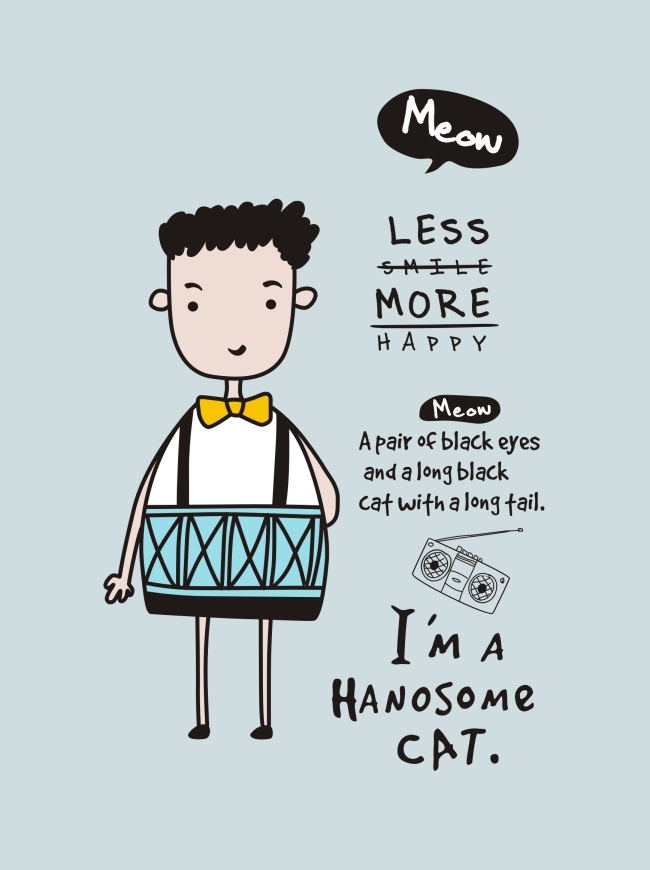 Meow
LESS
SMILE
MORE
HAPPY
Meow
A pair of black eyes
and a long black
cat with a long tail.
I'M A
HANOSOMe
CAT.